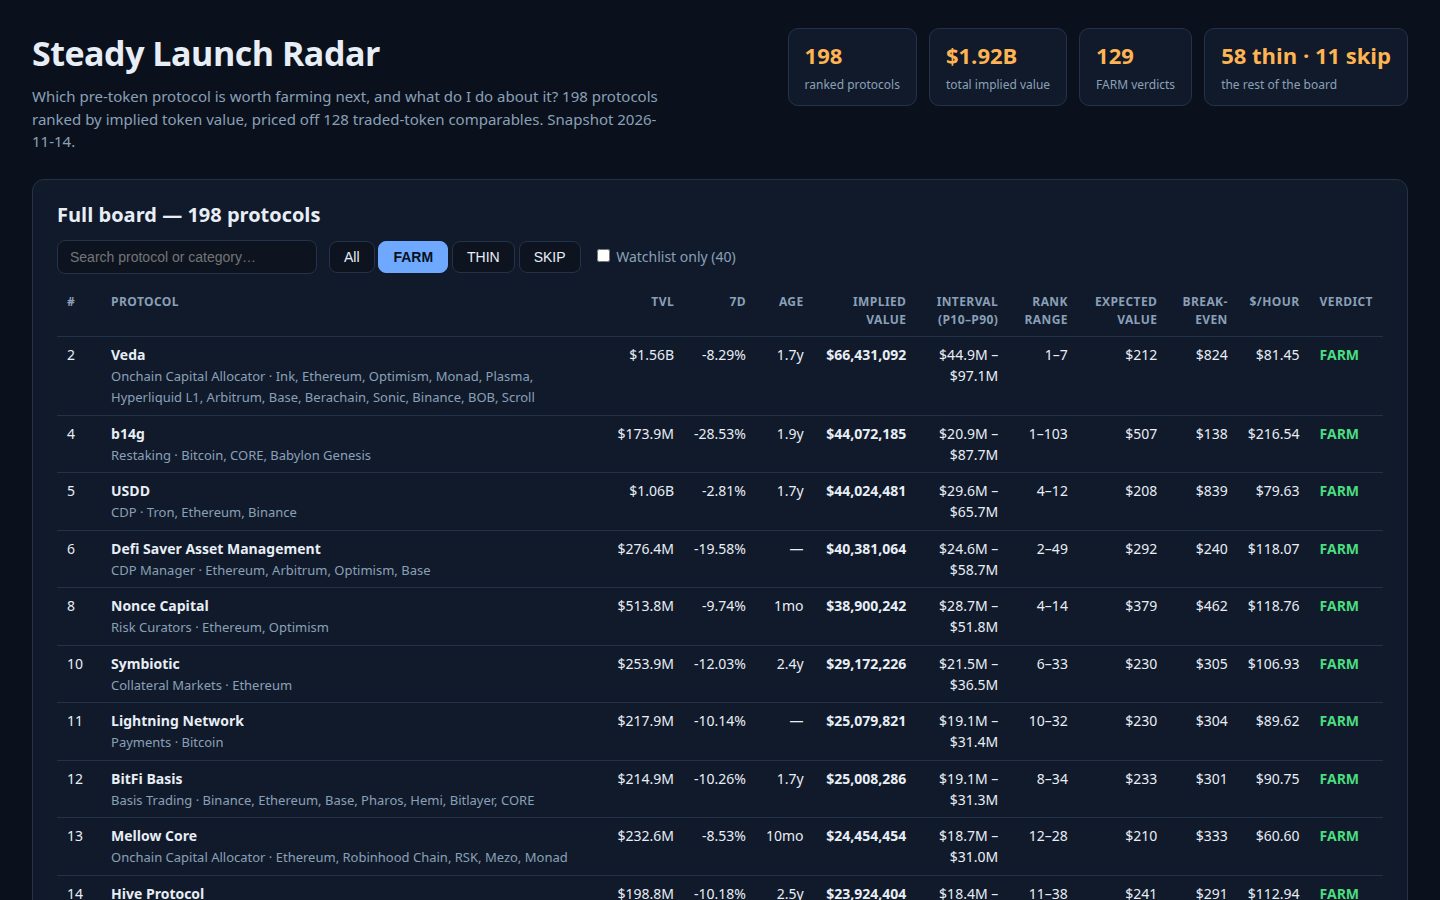 Steady Launch Radar
Which pre-token protocol is worth farming next, and what do I do about it? 198 protocols
ranked by implied token value, priced off 128 traded-token comparables. Snapshot 2026-
11-14.
198
ranked protocols
$1.92B
total implied value
129
FARM verdicts
58 thin · 11 skip
the rest of the board
Full board — 198 protocols
Search protocol or category…
All FARM THIN SKIP Watchlist only (40)
# PROTOCOL TVL 7D AGE IMPLIED INTERVAL RANK EXPECTED BREAK- $/HOUR VERDICT
VALUE (P10–P90) RANGE VALUE EVEN
2 Veda $1.56B -8.29% 1.7y $66,431,092 $44.9M – 1–7 $212 $824 $81.45 FARM
Onchain Capital Allocator · Ink, Ethereum, Optimism, Monad, Plasma, $97.1M
Hyperliquid L1, Arbitrum, Base, Berachain, Sonic, Binance, BOB, Scroll
4 b14g $173.9M -28.53% 1.9y $44,072,185 $20.9M – 1–103 $507 $138 $216.54 FARM
Restaking · Bitcoin, CORE, Babylon Genesis $87.7M
5 USDD $1.06B -2.81% 1.7y $44,024,481 $29.6M – 4–12 $208 $839 $79.63 FARM
CDP · Tron, Ethereum, Binance $65.7M
6 Defi Saver Asset Management $276.4M -19.58% — $40,381,064 $24.6M – 2–49 $292 $240 $118.07 FARM
CDP Manager · Ethereum, Arbitrum, Optimism, Base $58.7M
8 Nonce Capital $513.8M -9.74% 1mo $38,900,242 $28.7M – 4–14 $379 $462 $118.76 FARM
Risk Curators · Ethereum, Optimism $51.8M
10 Symbiotic $253.9M -12.03% 2.4y $29,172,226 $21.5M – 6–33 $230 $305 $106.93 FARM
Collateral Markets · Ethereum $36.5M
11 Lightning Network $217.9M -10.14% — $25,079,821 $19.1M – 10–32 $230 $304 $89.62 FARM
Payments · Bitcoin $31.4M
12 BitFi Basis $214.9M -10.26% 1.7y $25,008,286 $19.1M – 8–34 $233 $301 $90.75 FARM
Basis Trading · Binance, Ethereum, Base, Pharos, Hemi, Bitlayer, CORE $31.3M
13 Mellow Core $232.6M -8.53% 10mo $24,454,454 $18.7M – 12–28 $210 $333 $60.60 FARM
Onchain Capital Allocator · Ethereum, Robinhood Chain, RSK, Mezo, Monad $31.0M
14 Hive Protocol $198.8M -10.18% 2.5y $23,924,404 $18.4M – 11–38 $241 $291 $112.94 FARM